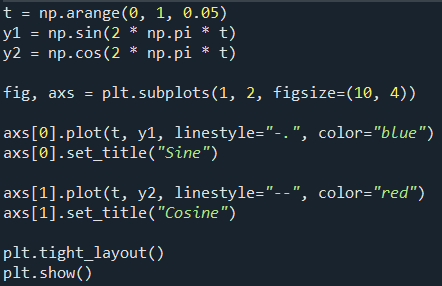 t = np.arange(0, 1, 0.05)
y1 = np.sin(2 * np.pi * t)
y2 = np.cos(2 * np.pi * t)

fig, axs = plt.subplots(1, 2, figsize=(10, 4))

axs[0].plot(t, y1, linestyle="-.", color="blue")
axs[0].set_title("Sine")

axs[1].plot(t, y2, linestyle="--", color="red")
axs[1].set_title("Cosine")

plt.tight_layout()
plt.show()